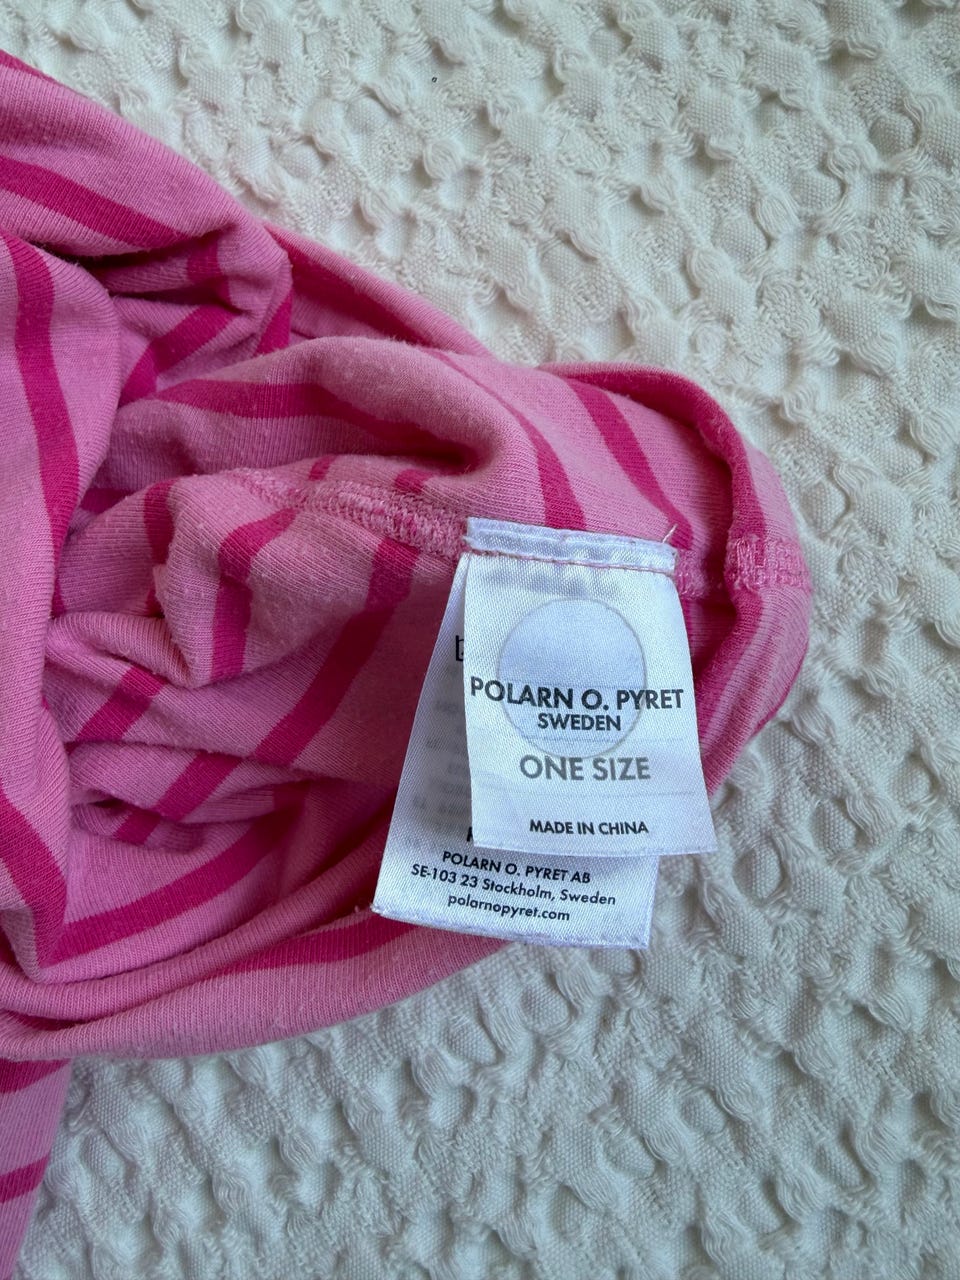 POLARN O. PYRET
SWEDEN
ONE SIZE
MADE IN CHINA
POLARN O. PYRET AB
SE-103 23 Stockholm, Sweden
polarnopyret.com